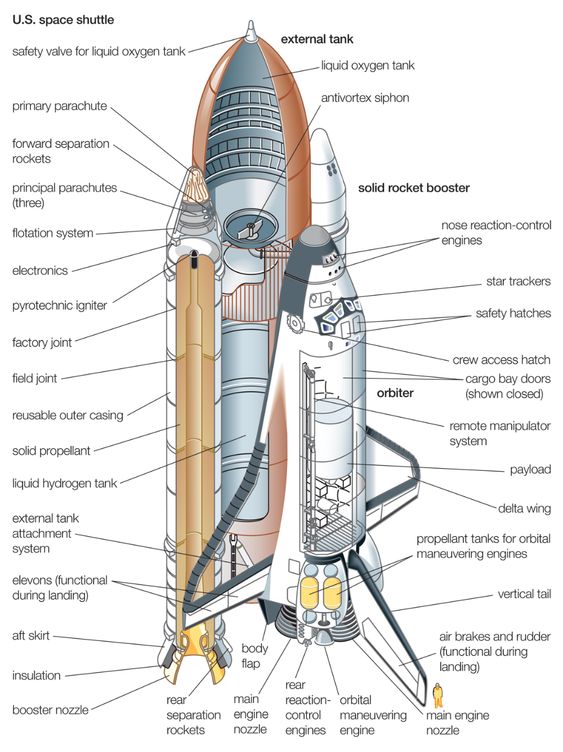 U.S. space shuttle
safety valve for liquid oxygen tank
external tank
liquid oxygen tank
antivortex siphon
primary parachute
forward separation
rockets
principal parachutes
(three)
solid rocket booster
flotation system
nose reaction-control
engines
electronics
star trackers
pyrotechnic igniter
safety hatches
factory joint
crew access hatch
field joint
cargo bay doors
(shown closed)
orbiter
reusable outer casing
remote manipulator
system
solid propellant
payload
liquid hydrogen tank
delta wing
external tank
attachment
system
propellant tanks for orbital
maneuvering engines
elevons (functional
during landing)
vertical tail
aft skirt
air brakes and rudder
(functional during
landing)
body
flap
insulation
booster nozzle
rear
separation
rockets
main
engine
nozzle
rear
reaction-
control
engines
orbital
maneuvering
engine
main engine
nozzle